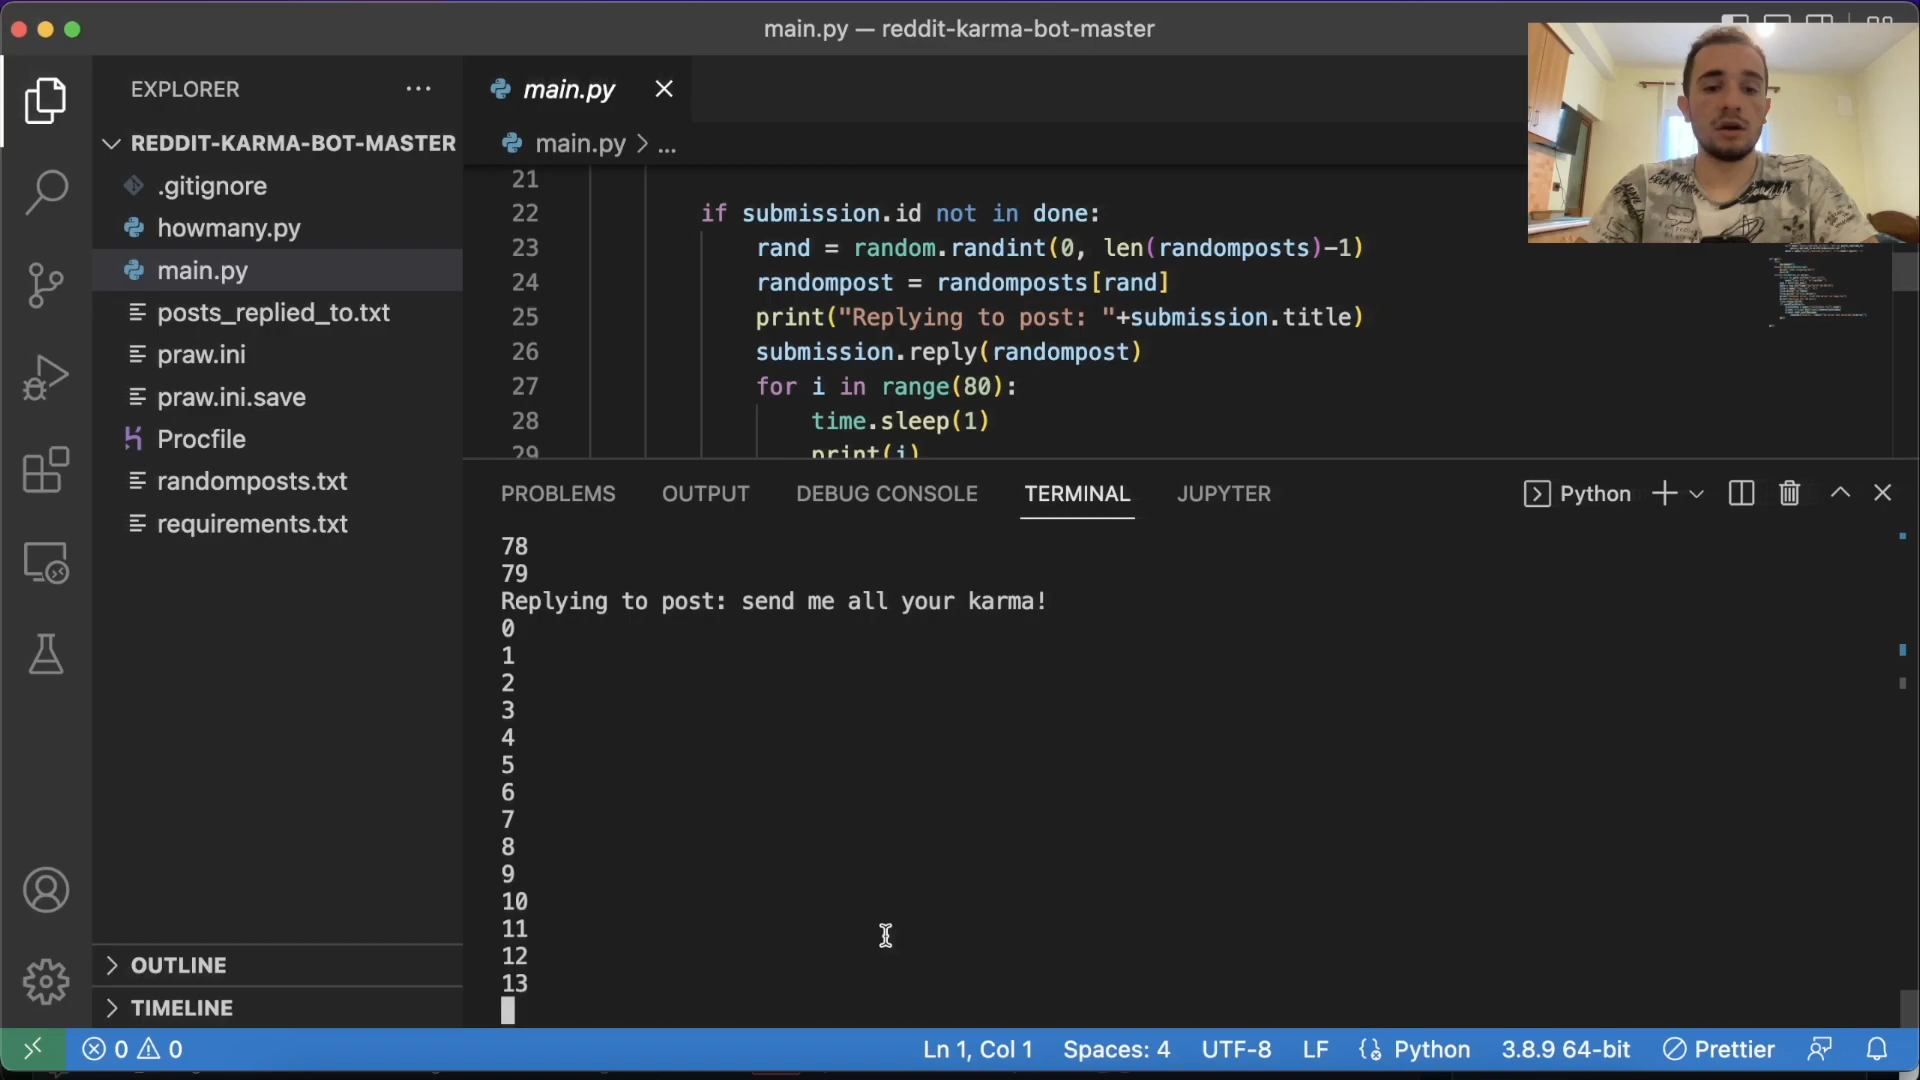 main.py — reddit-karma-bot-master
EXPLORER
REDDIT-KARMA-BOT-MASTER
.gitignore
howmany.py
main.py
posts_replied_to.txt
praw.ini
praw.ini.save
Procfile
randomposts.txt
requirements.txt
OUTLINE
TIMELINE
main.py
main.py > ...
21
22 if submission.id not in done:
23 rand = random.randint(0, len(randomposts)-1)
24 randompost = randomposts[rand]
25 print("Replying to post: "+submission.title)
26 submission.reply(randompost)
27 for i in range(80):
28 time.sleep(1)
29 print(i)
PROBLEMS OUTPUT DEBUG CONSOLE TERMINAL JUPYTER Python
78
79
Replying to post: send me all your karma!
0
1
2
3
4
5
6
7
8
9
10
11
12
13
0 0 Ln 1, Col 1 Spaces: 4 UTF-8 LF Python 3.8.9 64-bit Prettier